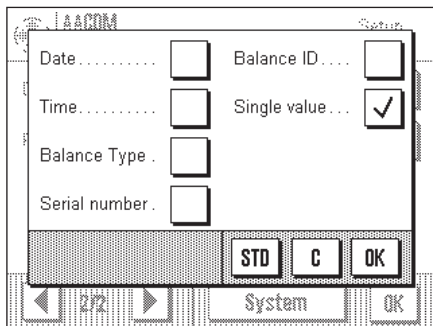 AACOM Setup
Date.......... Balance ID....
Time.......... Single value...
Balance Type .
Serial number .
STD C OK
2/2 System OK